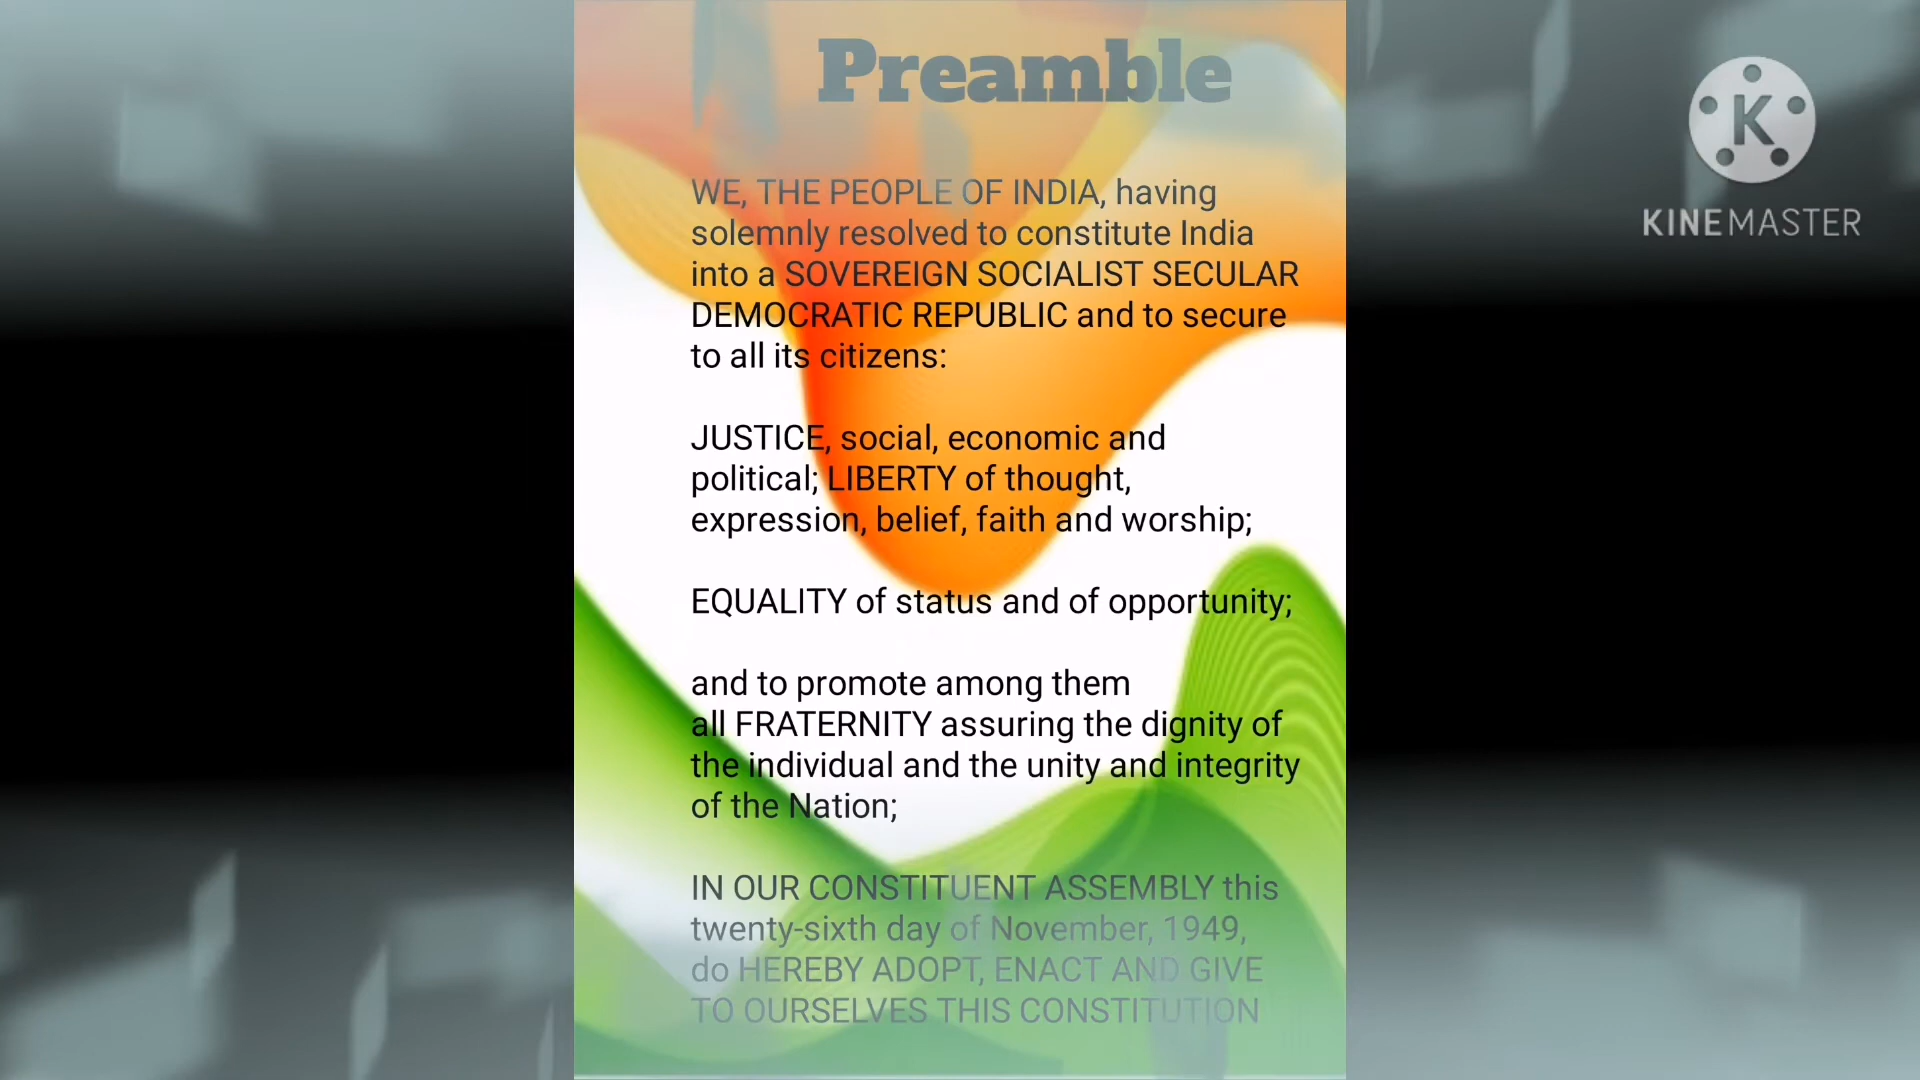 Preamble
WE, THE PEOPLE OF INDIA, having
solemnly resolved to constitute India
into a SOVEREIGN SOCIALIST SECULAR
DEMOCRATIC REPUBLIC and to secure
to all its citizens:
JUSTICE, social, economic and
political; LIBERTY of thought,
expression, belief, faith and worship;
EQUALITY of status and of opportunity;
and to promote among them
all FRATERNITY assuring the dignity of
the individual and the unity and integrity
of the Nation;
IN OUR CONSTITUENT ASSEMBLY this
twenty-sixth day of November, 1949,
do HEREBY ADOPT, ENACT AND GIVE
TO OURSELVES THIS CONSTITUTION
K
KINEMASTER